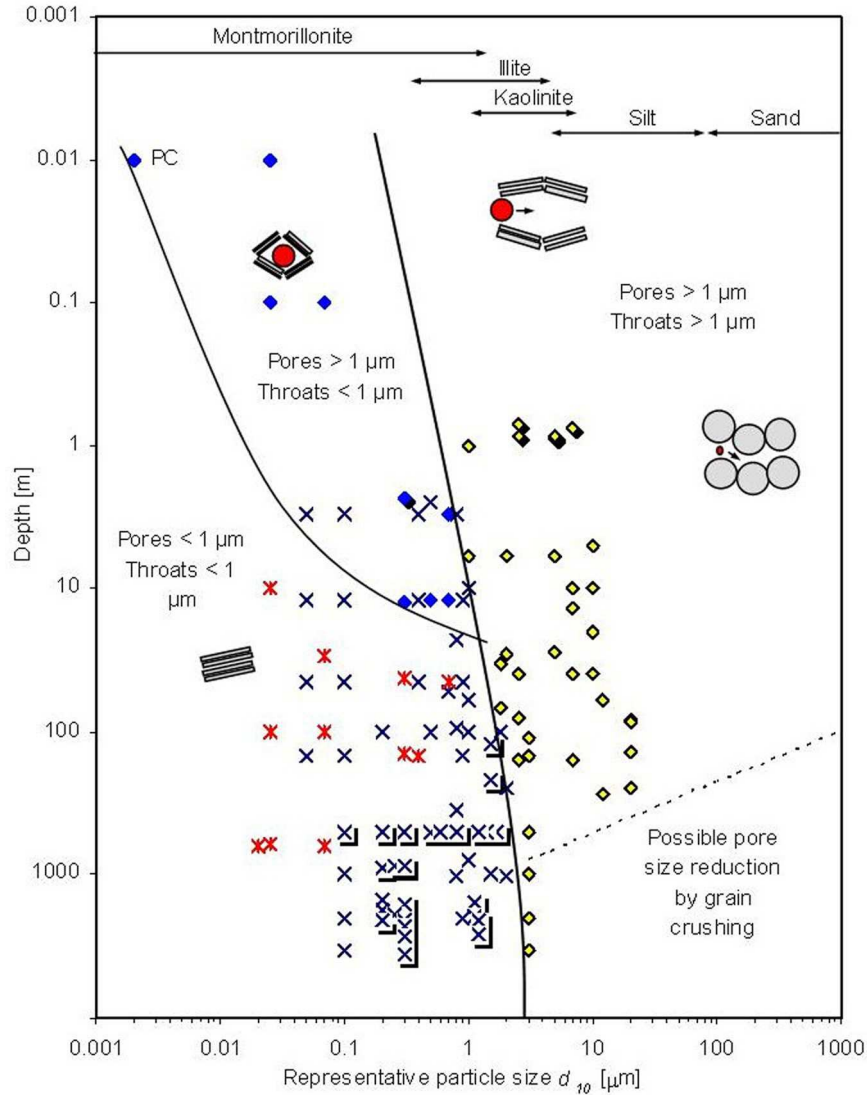 0.001
Montmorillonite
Illite
Kaolinite
Silt
Sand
0.01
PC
0.1
Pores > 1 µm
Throats > 1 µm
Pores > 1 µm
Throats < 1 µm
1
Depth [m]
Pores < 1 µm
Throats < 1
µm
10
100
Possible pore
size reduction
by grain
crushing
1000
0.001
0.01
0.1
1
10
100
1000
Representative particle size d 10 [µm]